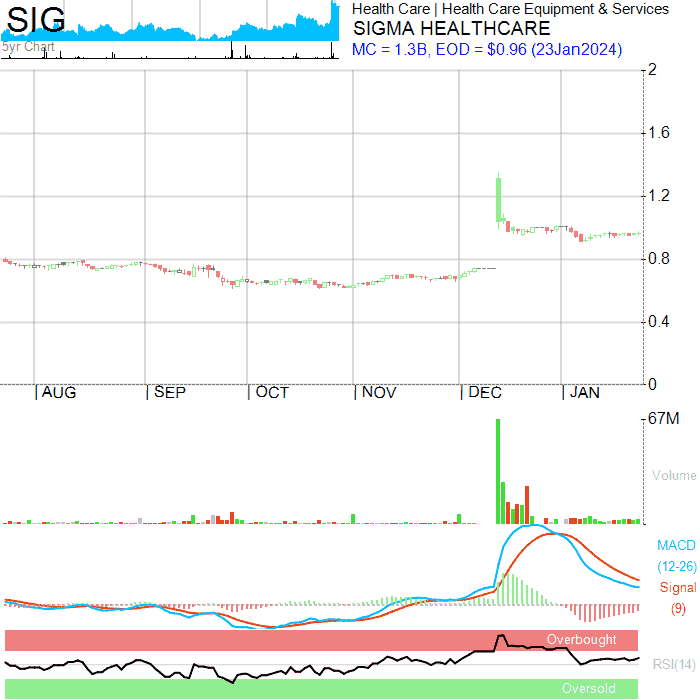 SIG
5yr Chart
Health Care | Health Care Equipment & Services
SIGMA HEALTHCARE
MC = 1.3B, EOD = $0.96 (23Jan2024)
2
1.6
1.2
0.8
0.4
0
| AUG | SEP | OCT | NOV | DEC | JAN
67M
Volume
MACD
(12-26)
Signal
(9)
Overbought
RSI(14)
Oversold